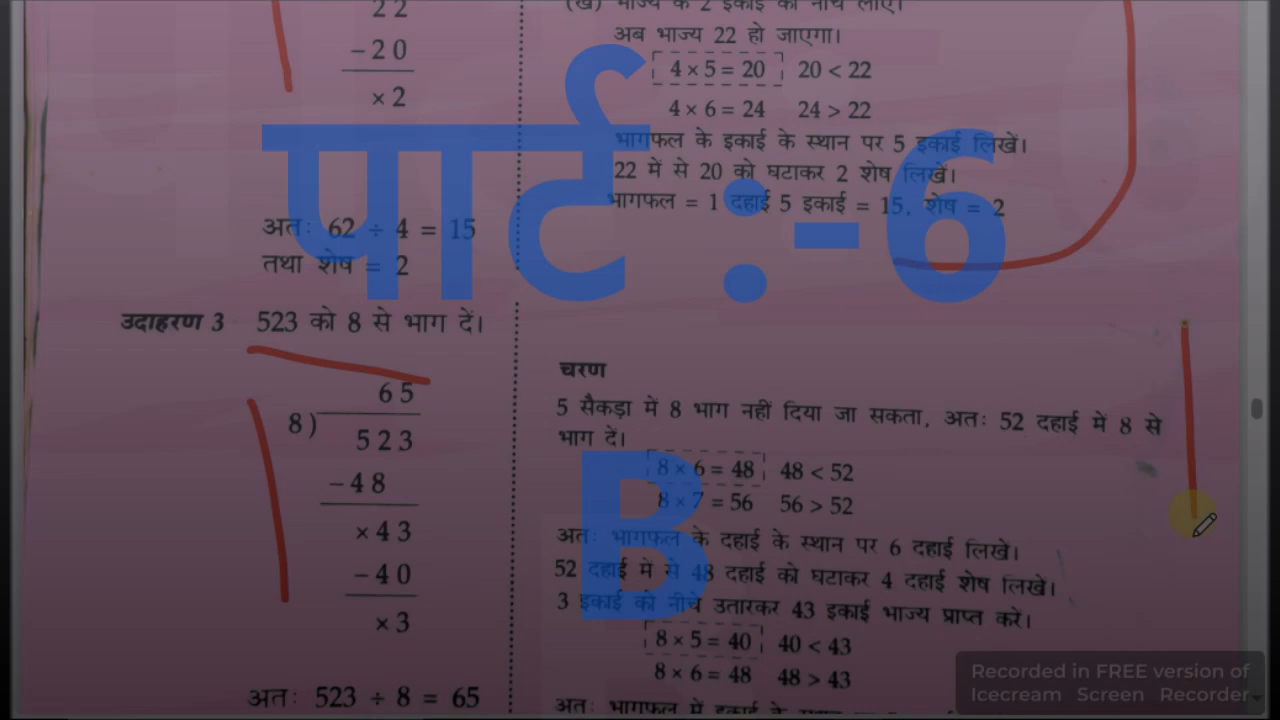 22
(ख) भाज्य के 2 इकाई को नीचे लाएं।
-20
×2
अब भाज्य 22 हो जाएगा।
4 × 5 = 20 20 < 22
4 × 6 = 24 24 > 22
भागफल के इकाई के स्थान पर 5 इकाई लिखें।
22 में से 20 को घटाकर 2 शेष लिखें।
भागफल = 1 दहाई 5 इकाई = 15, शेष = 2
अतः 62 ÷ 4 = 15
तथा शेष = 2
पार्ट :-6
B
उदाहरण 3 523 को 8 से भाग दें।
65
8) 523
-48
×43
-40
×3
अतः 523 ÷ 8 = 65
चरण
5 सैकड़ा में 8 भाग नहीं दिया जा सकता, अतः 52 दहाई में 8 से
भाग दें।
8 × 6 = 48 48 < 52
8 × 7 = 56 56 > 52
अतः भागफल के दहाई के स्थान पर 6 दहाई लिखें।
52 दहाई में से 48 दहाई को घटाकर 4 दहाई शेष लिखें।
3 इकाई को नीचे उतारकर 43 इकाई भाज्य प्राप्त करें।
8 × 5 = 40 40 < 43
8 × 6 = 48 48 > 43
अतः भागफल में इकाई के स्थान पर
Recorded in FREE version of
Icecream Screen Recorder